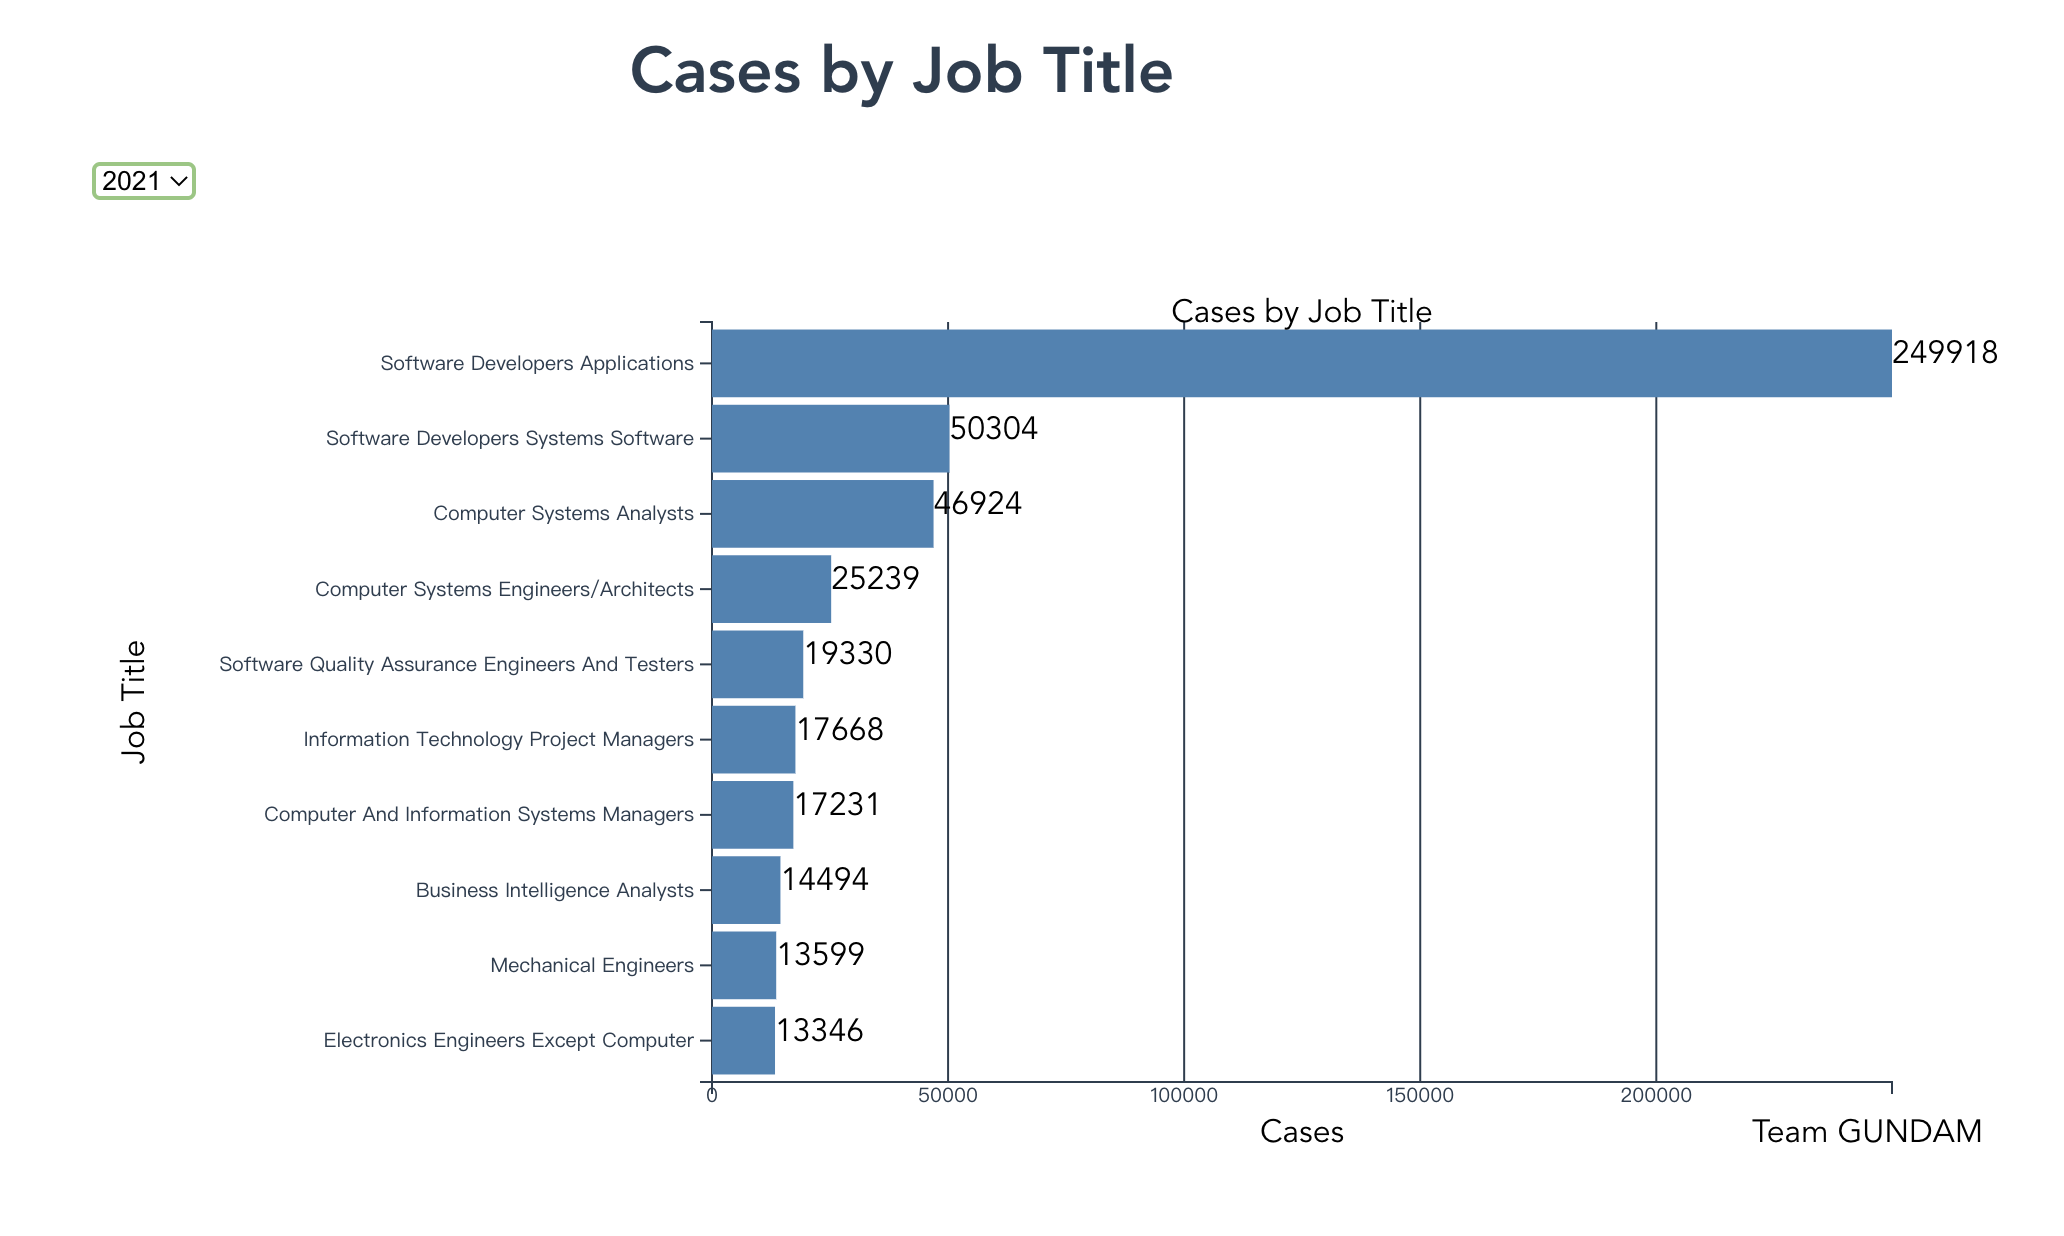 Cases by Job Title
2021
Cases by Job Title
Software Developers Applications 249918
Software Developers Systems Software 50304
Computer Systems Analysts 46924
Computer Systems Engineers/Architects 25239
Software Quality Assurance Engineers And Testers 19330
Information Technology Project Managers 17668
Computer And Information Systems Managers 17231
Business Intelligence Analysts 14494
Mechanical Engineers 13599
Electronics Engineers Except Computer 13346
Job Title
0 50000 100000 150000 200000
Cases
Team GUNDAM